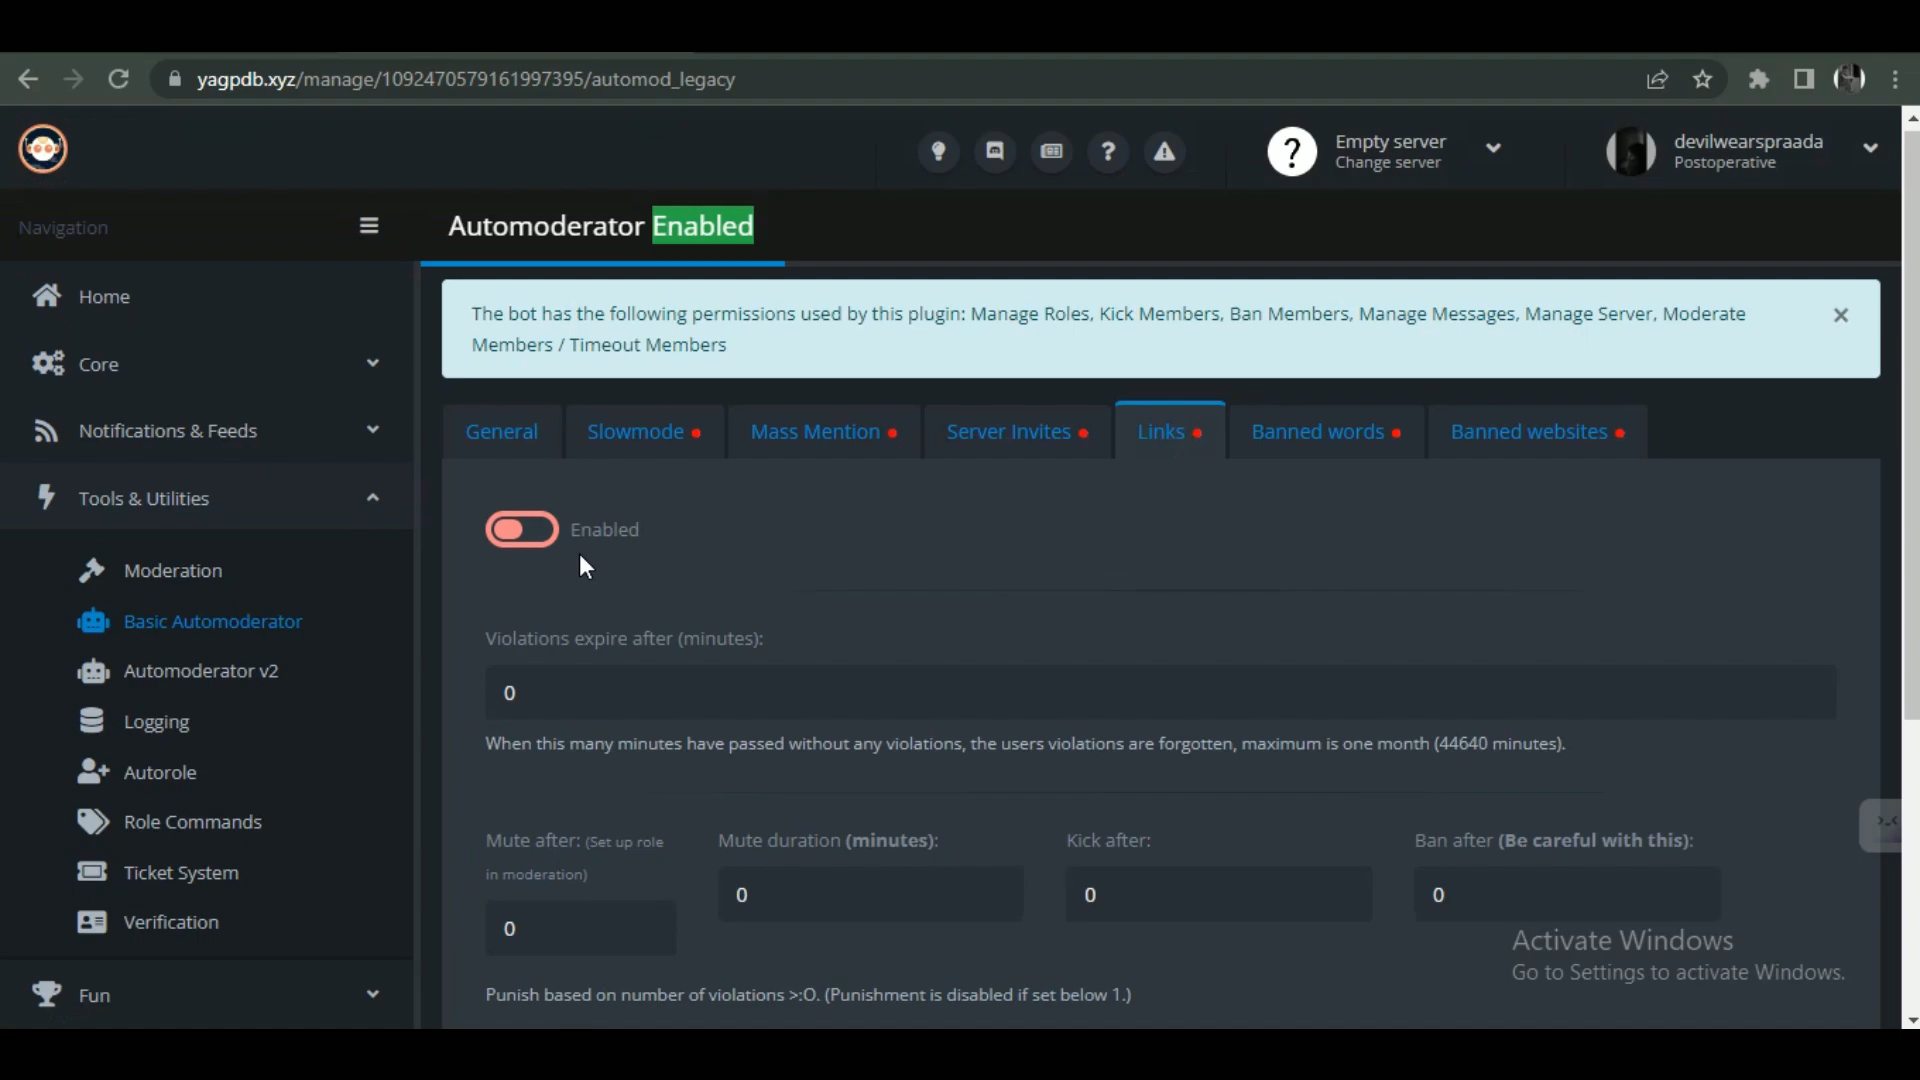 yagpdb.xyz/manage/1092470579161997395/automod_legacy
Empty server
Change server
devilwearspraada
Postoperative
Navigation
Automoderator Enabled
Home
Core
Notifications & Feeds
Tools & Utilities
Moderation
Basic Automoderator
Automoderator v2
Logging
Autorole
Role Commands
Ticket System
Verification
Fun
The bot has the following permissions used by this plugin: Manage Roles, Kick Members, Ban Members, Manage Messages, Manage Server, Moderate
Members / Timeout Members
General
Slowmode
Mass Mention
Server Invites
Links
Banned words
Banned websites
Enabled
Violations expire after (minutes):
0
When this many minutes have passed without any violations, the users violations are forgotten, maximum is one month (44640 minutes).
Mute after: (Set up role
in moderation)
0
Mute duration (minutes):
0
Kick after:
0
Ban after (Be careful with this):
0
Punish based on number of violations >:O. (Punishment is disabled if set below 1.)
Activate Windows
Go to Settings to activate Windows.